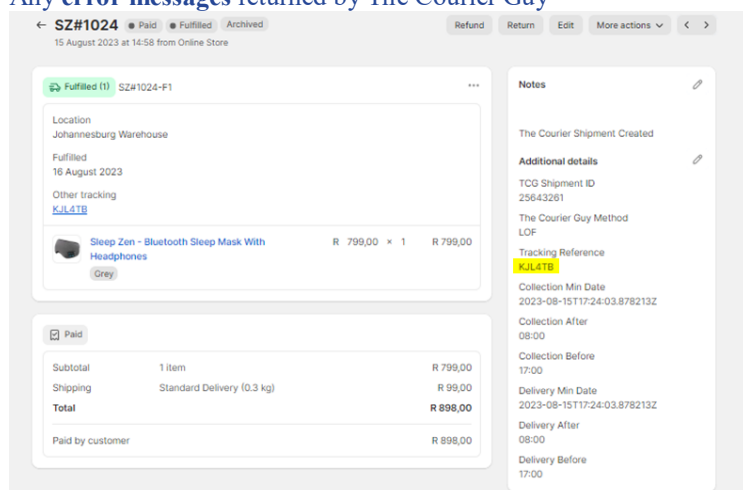 Any error messages returned by The Courier Guy
← SZ#1024 Paid Fulfilled Archived Refund Return Edit More actions
15 August 2023 at 14:58 from Online Store
Fulfilled (1) SZ#1024-F1
Location
Johannesburg Warehouse
Fulfilled
16 August 2023
Other tracking
KJL4TB
Sleep Zen - Bluetooth Sleep Mask With R 799,00 × 1 R 799,00
Headphones
Grey
Paid
Subtotal 1 item R 799,00
Shipping Standard Delivery (0.3 kg) R 99,00
Total R 898,00
Paid by customer R 898,00
Notes
The Courier Shipment Created
Additional details
TCG Shipment ID
25643261
The Courier Guy Method
LOF
Tracking Reference
KJL4TB
Collection Min Date
2023-08-15T17:24:03.878213Z
Collection After
08:00
Collection Before
17:00
Delivery Min Date
2023-08-15T17:24:03.878213Z
Delivery After
08:00
Delivery Before
17:00